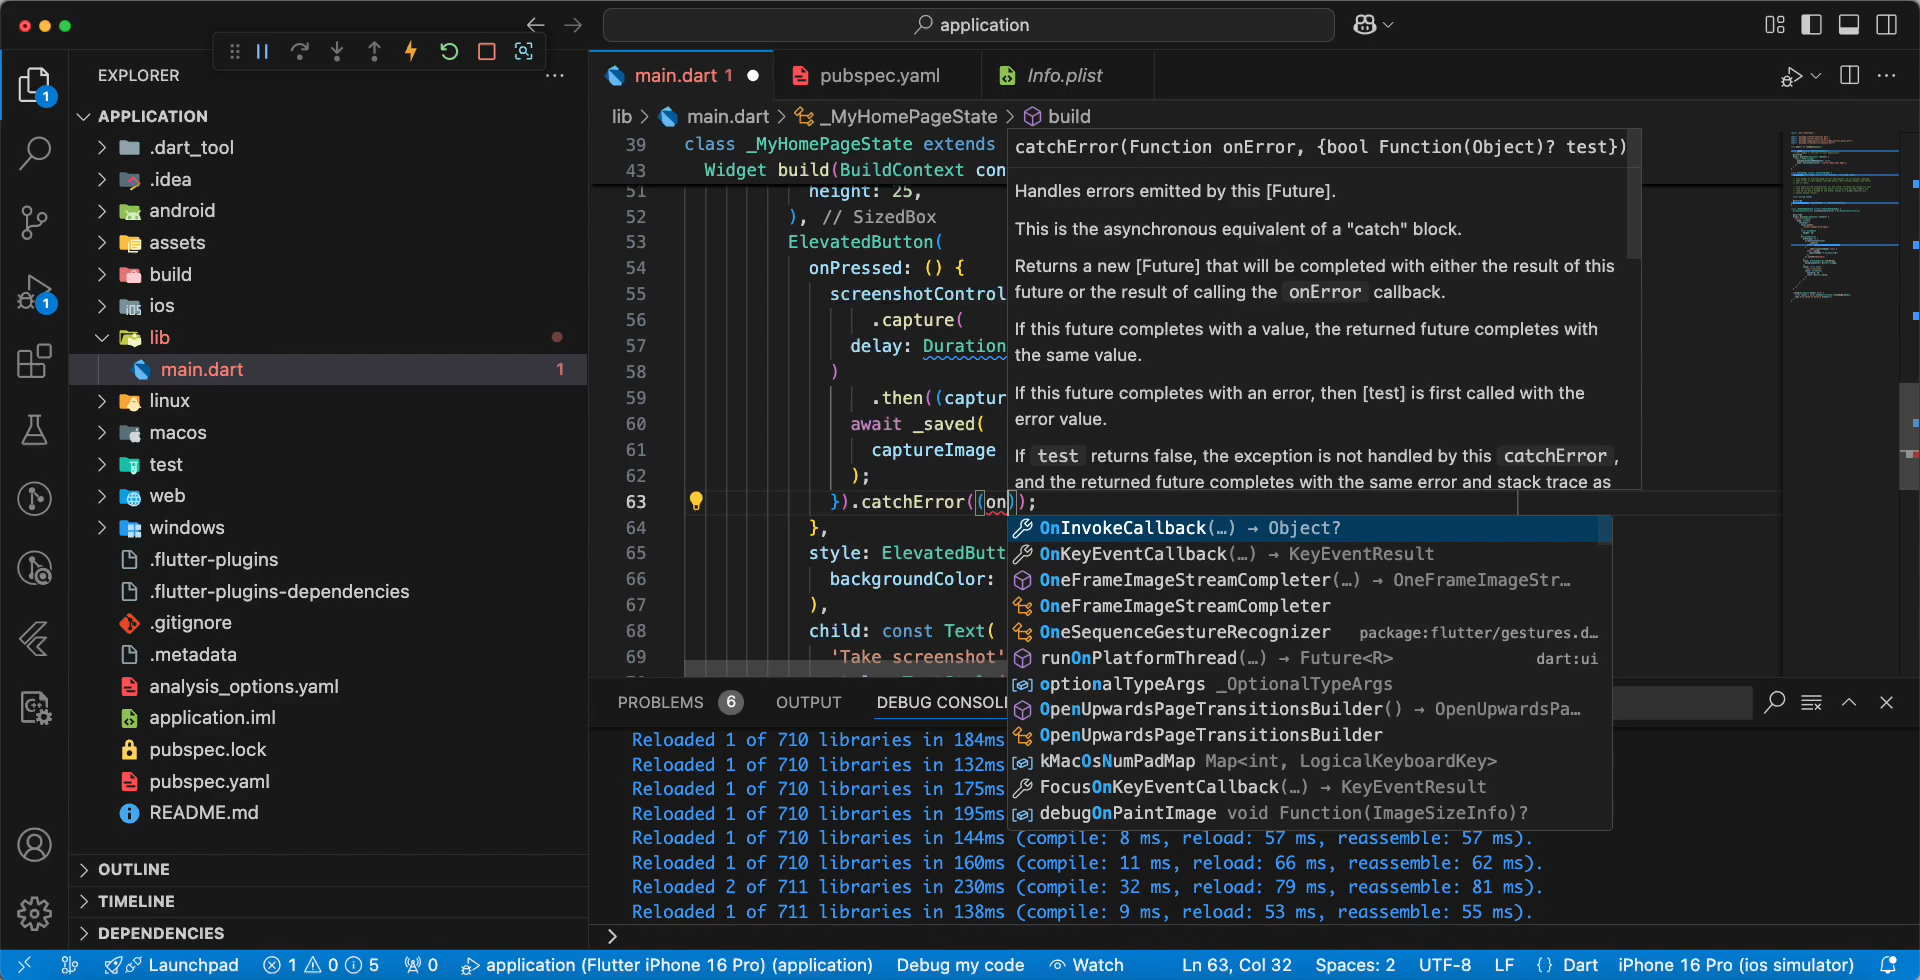 application
EXPLORER
APPLICATION
.dart_tool
.idea
android
assets
build
ios
lib
main.dart 1
linux
macos
test
web
windows
.flutter-plugins
.flutter-plugins-dependencies
.gitignore
.metadata
analysis_options.yaml
application.iml
pubspec.lock
pubspec.yaml
README.md
OUTLINE
TIMELINE
DEPENDENCIES
1
1
main.dart 1
pubspec.yaml
Info.plist
lib > main.dart > _MyHomePageState > build
39 class _MyHomePageState extends
43 Widget build(BuildContext con
51 height: 25,
52 ), // SizedBox
53 ElevatedButton(
54 onPressed: () {
55 screenshotControl
56 .capture(
57 delay: Duration
58 )
59 .then((captur
60 await _saved(
61 captureImage
62 );
63 }).catchError((on));
64 },
65 style: ElevatedButt
66 backgroundColor:
67 ),
68 child: const Text(
69 'Take screenshot'
catchError(Function onError, {bool Function(Object)? test})
Handles errors emitted by this [Future].
This is the asynchronous equivalent of a "catch" block.
Returns a new [Future] that will be completed with either the result of this
future or the result of calling the onError callback.
If this future completes with a value, the returned future completes with
the same value.
If this future completes with an error, then [test] is first called with the
error value.
If test returns false, the exception is not handled by this catchError,
and the returned future completes with the same error and stack trace as
OnInvokeCallback(…) → Object?
OnKeyEventCallback(…) → KeyEventResult
OneFrameImageStreamCompleter(…) → OneFrameImageStr…
OneFrameImageStreamCompleter
OneSequenceGestureRecognizer package:flutter/gestures.d…
runOnPlatformThread(…) → Future<R> dart:ui
optionalTypeArgs _OptionalTypeArgs
OpenUpwardsPageTransitionsBuilder() → OpenUpwardsPa…
OpenUpwardsPageTransitionsBuilder
kMacOsNumPadMap Map<int, LogicalKeyboardKey>
FocusOnKeyEventCallback(…) → KeyEventResult
debugOnPaintImage void Function(ImageSizeInfo)?
PROBLEMS 6 OUTPUT DEBUG CONSOL
Reloaded 1 of 710 libraries in 184ms
Reloaded 1 of 710 libraries in 132ms
Reloaded 1 of 710 libraries in 175ms
Reloaded 1 of 710 libraries in 195ms
Reloaded 1 of 710 libraries in 144ms (compile: 8 ms, reload: 57 ms, reassemble: 57 ms).
Reloaded 1 of 710 libraries in 160ms (compile: 11 ms, reload: 66 ms, reassemble: 62 ms).
Reloaded 2 of 711 libraries in 230ms (compile: 32 ms, reload: 79 ms, reassemble: 81 ms).
Reloaded 1 of 711 libraries in 138ms (compile: 9 ms, reload: 53 ms, reassemble: 55 ms).
>
Launchpad 1 0 5 0 application (Flutter iPhone 16 Pro) (application) Debug my code Watch Ln 63, Col 32 Spaces: 2 UTF-8 LF {} Dart iPhone 16 Pro (ios simulator)